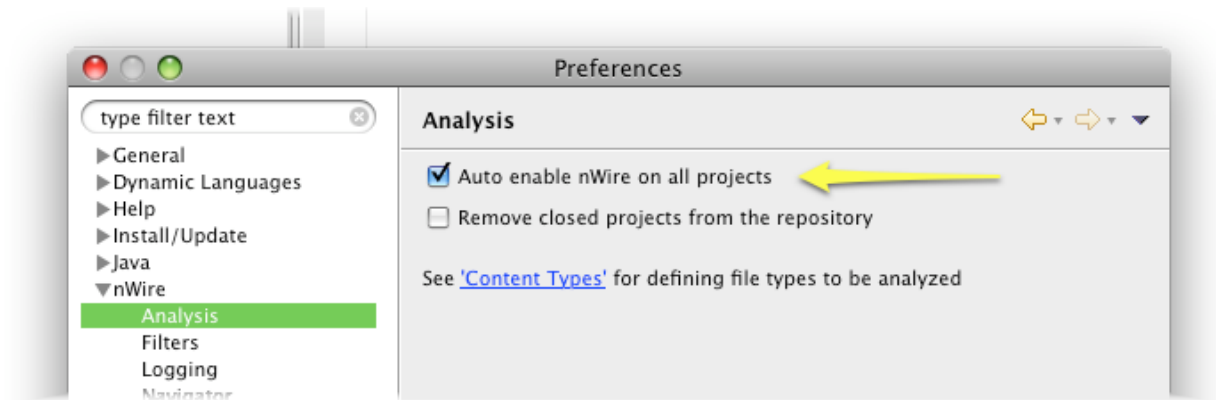 Preferences
type filter text
General
Dynamic Languages
Help
Install/Update
Java
nWire
Analysis
Filters
Logging
Navigator
Analysis
Auto enable nWire on all projects
Remove closed projects from the repository
See 'Content Types' for defining file types to be analyzed